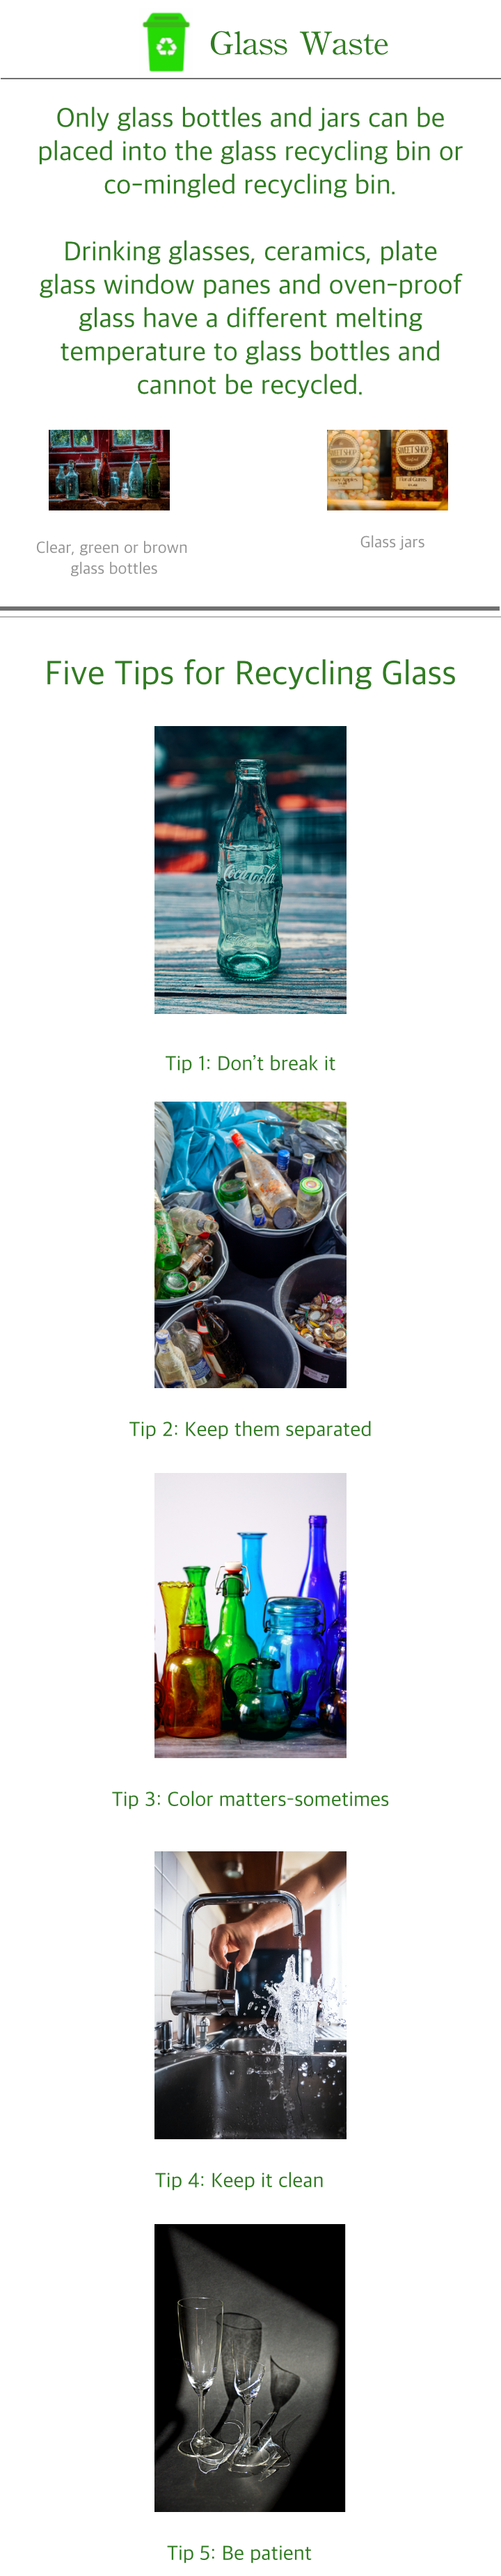 Glass Waste
Only glass bottles and jars can be
placed into the glass recycling bin or
co-mingled recycling bin.
Drinking glasses, ceramics, plate
glass window panes and oven-proof
glass have a different melting
temperature to glass bottles and
cannot be recycled.
SWEET SHOP
SWEET SHOP
Clear, green or brown
glass bottles
Glass jars
Five Tips for Recycling Glass
Coca-Cola
Tip 1: Don't break it
Tip 2: Keep them separated
Tip 3: Color matters-sometimes
Tip 4: Keep it clean
Tip 5: Be patient